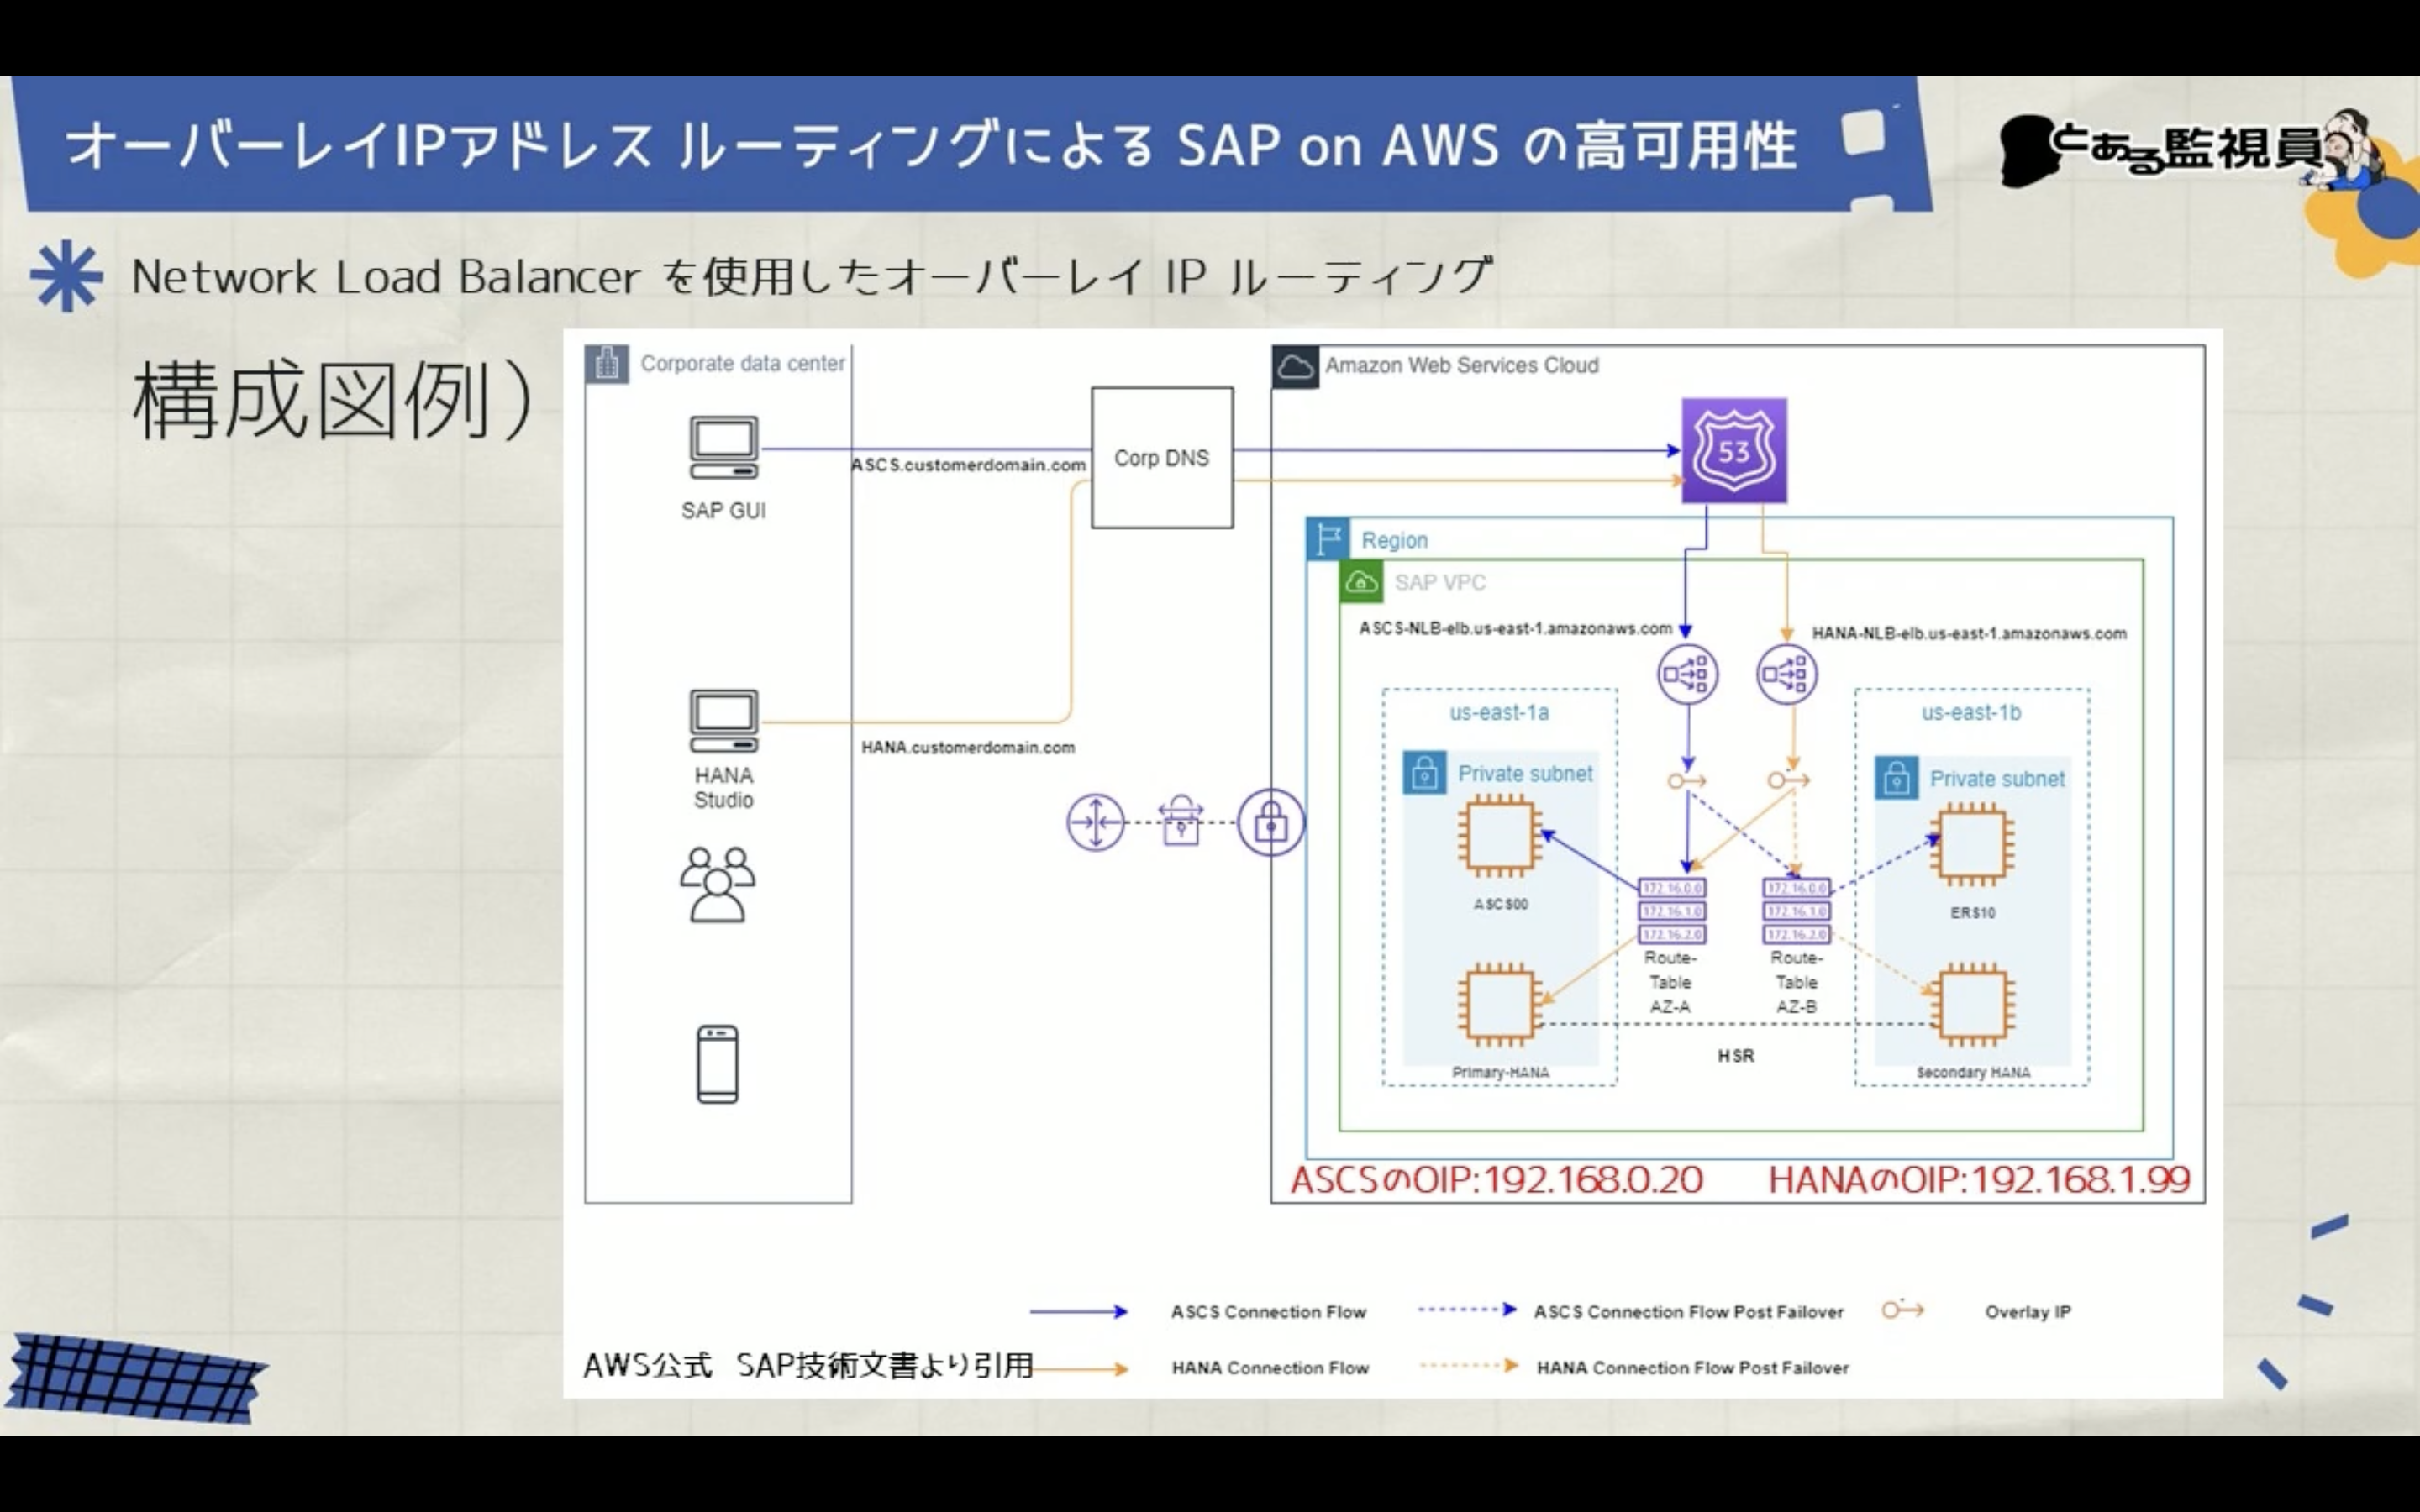 オーバーレイIPアドレス ルーティングによる SAP on AWS の高可用性
とある監視員
Network Load Balancer を使用したオーバーレイ IP ルーティング
構成図例）
Corporate data center
Amazon Web Services Cloud
53
Corp DNS
ASCS.customerdomain.com
SAP GUI
Region
SAP VPC
ASCS-NLB-elb.us-east-1.amazonaws.com
HANA-NLB-elb.us-east-1.amazonaws.com
us-east-1a
us-east-1b
HANA.customerdomain.com
HANA
Studio
Private subnet
Private subnet
ASCS00
ERS10
172.16.0.0
172.16.1.0
172.16.2.0
172.16.0.0
172.16.1.0
172.16.2.0
Route-
Table
AZ-A
Route-
Table
AZ-B
HSR
Primary-HANA
Secondary HANA
ASCSのOIP:192.168.0.20
HANAのOIP:192.168.1.99
ASCS Connection Flow
ASCS Connection Flow Post Failover
Overlay IP
AWS公式 SAP技術文書より引用
HANA Connection Flow
HANA Connection Flow Post Failover